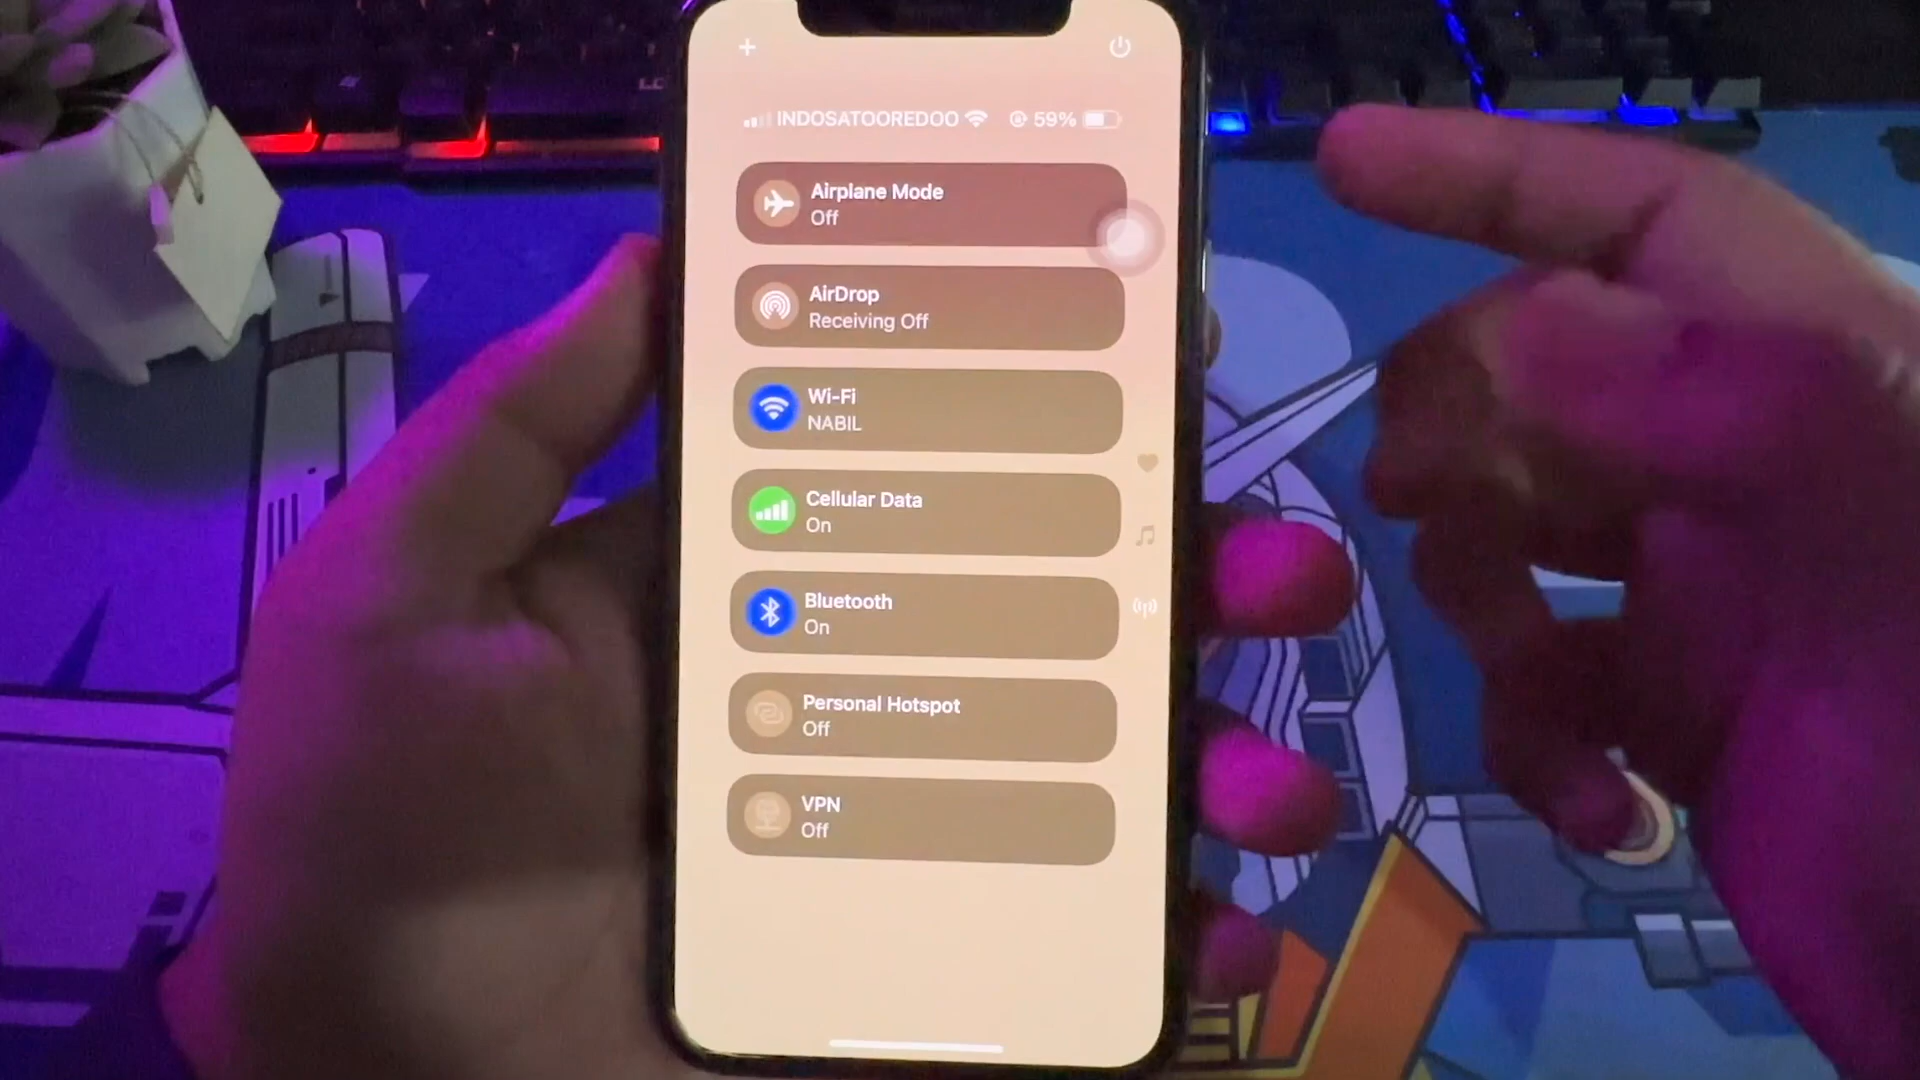 INDOSATOOREDOO 59%
Airplane Mode
Off
AirDrop
Receiving Off
Wi-Fi
NABIL
Cellular Data
On
Bluetooth
On
Personal Hotspot
Off
VPN
Off